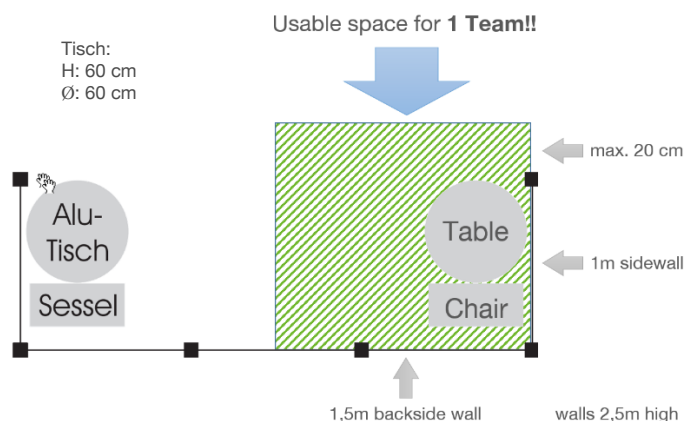 Usable space for 1 Team!!
Tisch:
H: 60 cm
Ø: 60 cm
max. 20 cm
Alu-
Tisch
Table
1m sidewall
Sessel
Chair
1,5m backside wall
walls 2,5m high